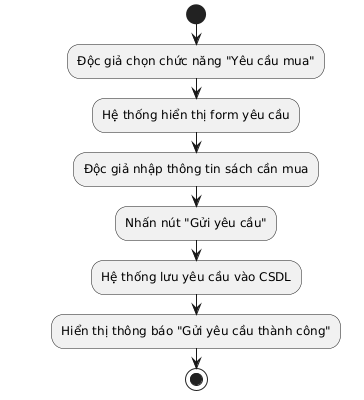 Độc giả chọn chức năng "Yêu cầu mua"
Hệ thống hiển thị form yêu cầu
Độc giả nhập thông tin sách cần mua
Nhấn nút "Gửi yêu cầu"
Hệ thống lưu yêu cầu vào CSDL
Hiển thị thông báo "Gửi yêu cầu thành công"